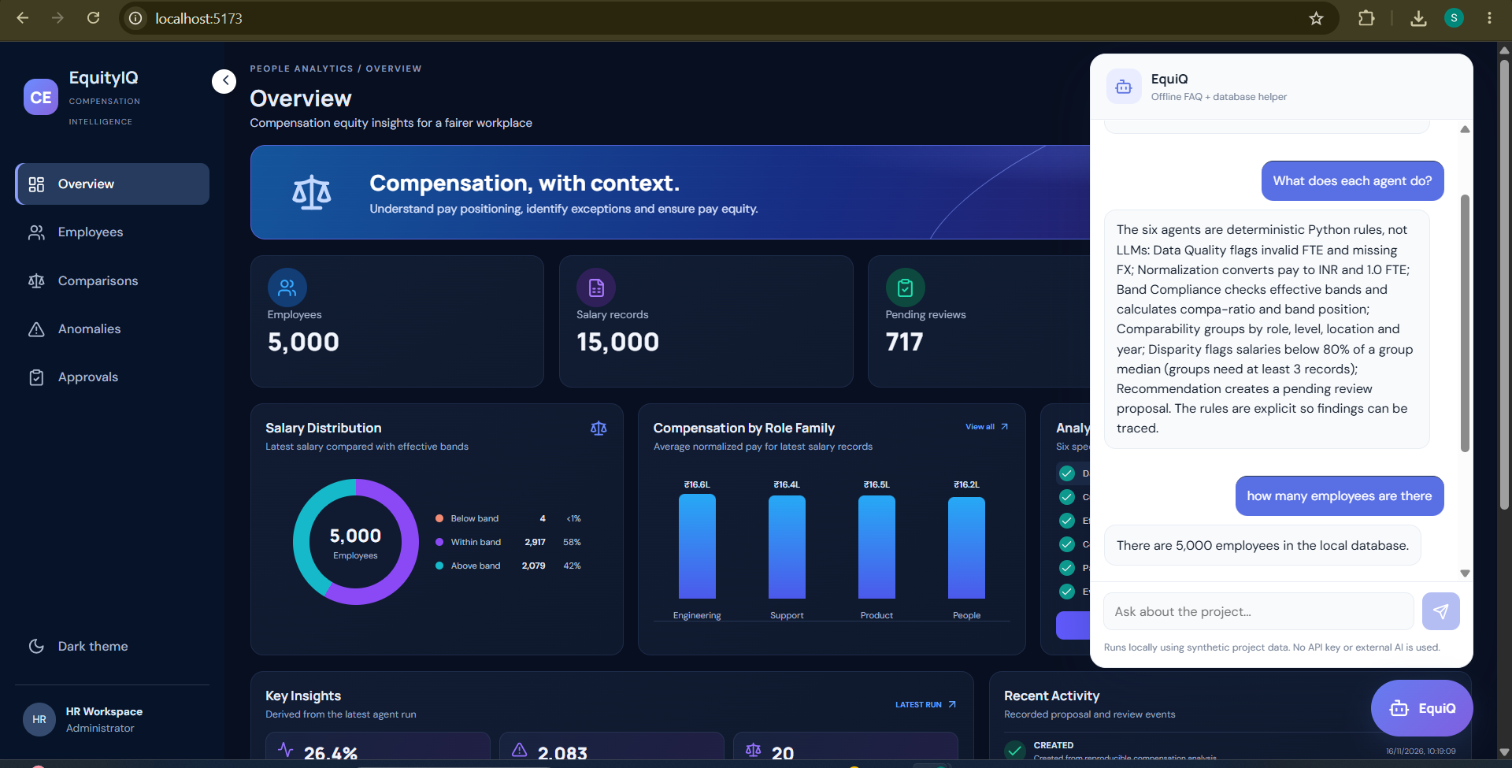 localhost:5173
S
CE
EquityIQ
COMPENSATION
INTELLIGENCE
Overview
Employees
Comparisons
Anomalies
Approvals
Dark theme
HR
HR Workspace
Administrator
PEOPLE ANALYTICS / OVERVIEW
Overview
Compensation equity insights for a fairer workplace
Compensation, with context.
Understand pay positioning, identify exceptions and ensure pay equity.
Employees
5,000
Salary records
15,000
Pending reviews
717
Salary Distribution
Latest salary compared with effective bands
5,000
Employees
Below band 4 <1%
Within band 2,917 58%
Above band 2,079 42%
Compensation by Role Family
View all
Average normalized pay for latest salary records
₹16.6L ₹16.4L ₹16.5L ₹16.2L
Engineering Support Product People
Key Insights
LATEST RUN
Derived from the latest agent run
26.4%
2,083
20
Recent Activity
Recorded proposal and review events
CREATED
Created from reproducible compensation analysis
16/11/2026, 10:19:09
EquiQ
Offline FAQ + database helper
What does each agent do?
The six agents are deterministic Python rules, not
LLMs: Data Quality flags invalid FTE and missing
FX; Normalization converts pay to INR and 1.0 FTE;
Band Compliance checks effective bands and
calculates compa-ratio and band position;
Comparability groups by role, level, location and
year; Disparity flags salaries below 80% of a group
median (groups need at least 3 records);
Recommendation creates a pending review
proposal. The rules are explicit so findings can be
traced.
how many employees are there
There are 5,000 employees in the local database.
Ask about the project...
Runs locally using synthetic project data. No API key or external AI is used.
EquiQ